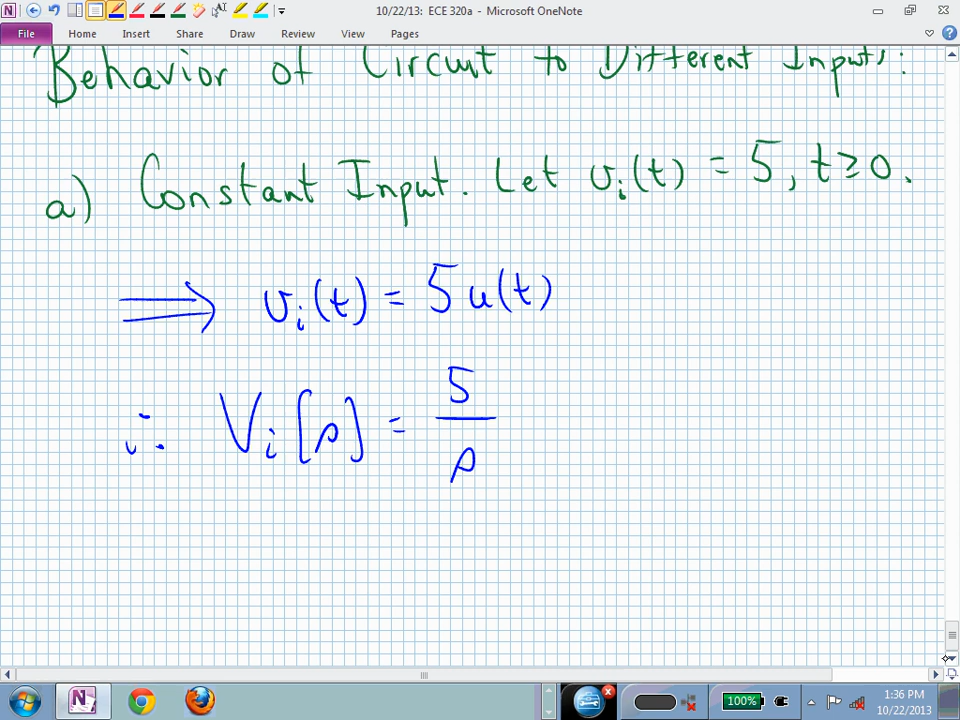 10/22/13: ECE 320a - Microsoft OneNote
File Home Insert Share Draw Review View Pages
Behavior of Circuit to Different Inputs:
a) Constant Input. Let vᵢ(t) = 5, t ≥ 0.
⟹ vᵢ(t) = 5u(t)
∴ Vᵢ[s] = 5/s
100%
1:36 PM
10/22/2013